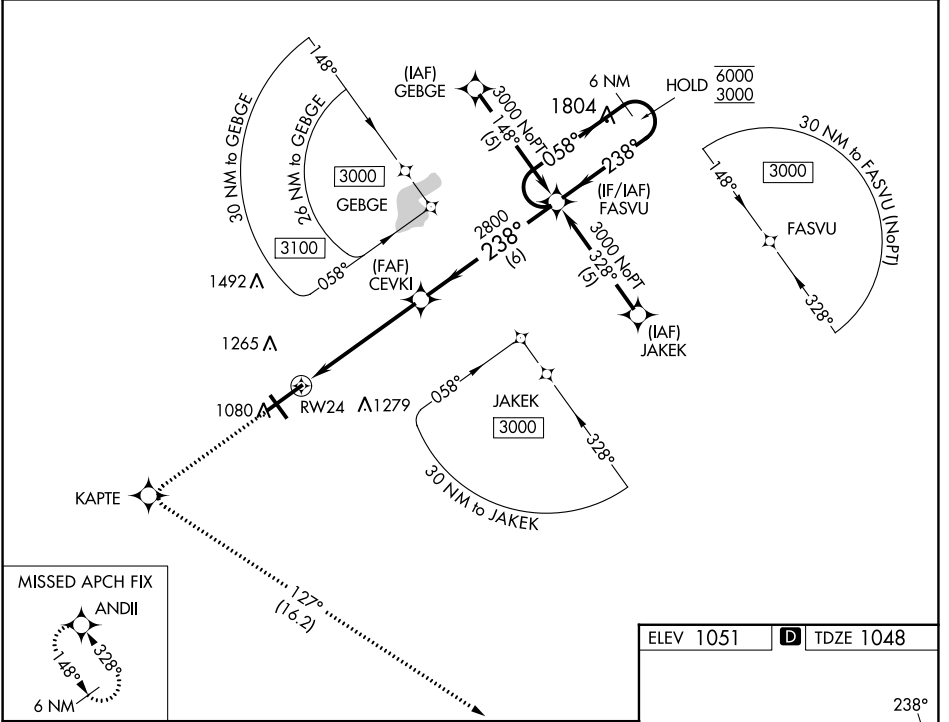 148°
30 NM to GEBGE
26 NM to GEBGE
3000
GEBGE
3100
058°
(IAF)
GEBGE
3000 NoPT
148°
(5)
6 NM
HOLD
6000
3000
1804
058°
238°
(IF/IAF)
FASVU
30 NM to FASVU (NoPT)
148°
3000
FASVU
328°
2800
238°
(6)
3000 NoPT
328°
(5)
(IAF)
JAKEK
(FAF)
CEVKI
1492
1265
1080
RW24
1279
058°
JAKEK
3000
328°
30 NM to JAKEK
KAPTE
127°
(16.2)
MISSED APCH FIX
ANDII
148°
328°
6 NM
ELEV 1051
D
TDZE 1048
238°